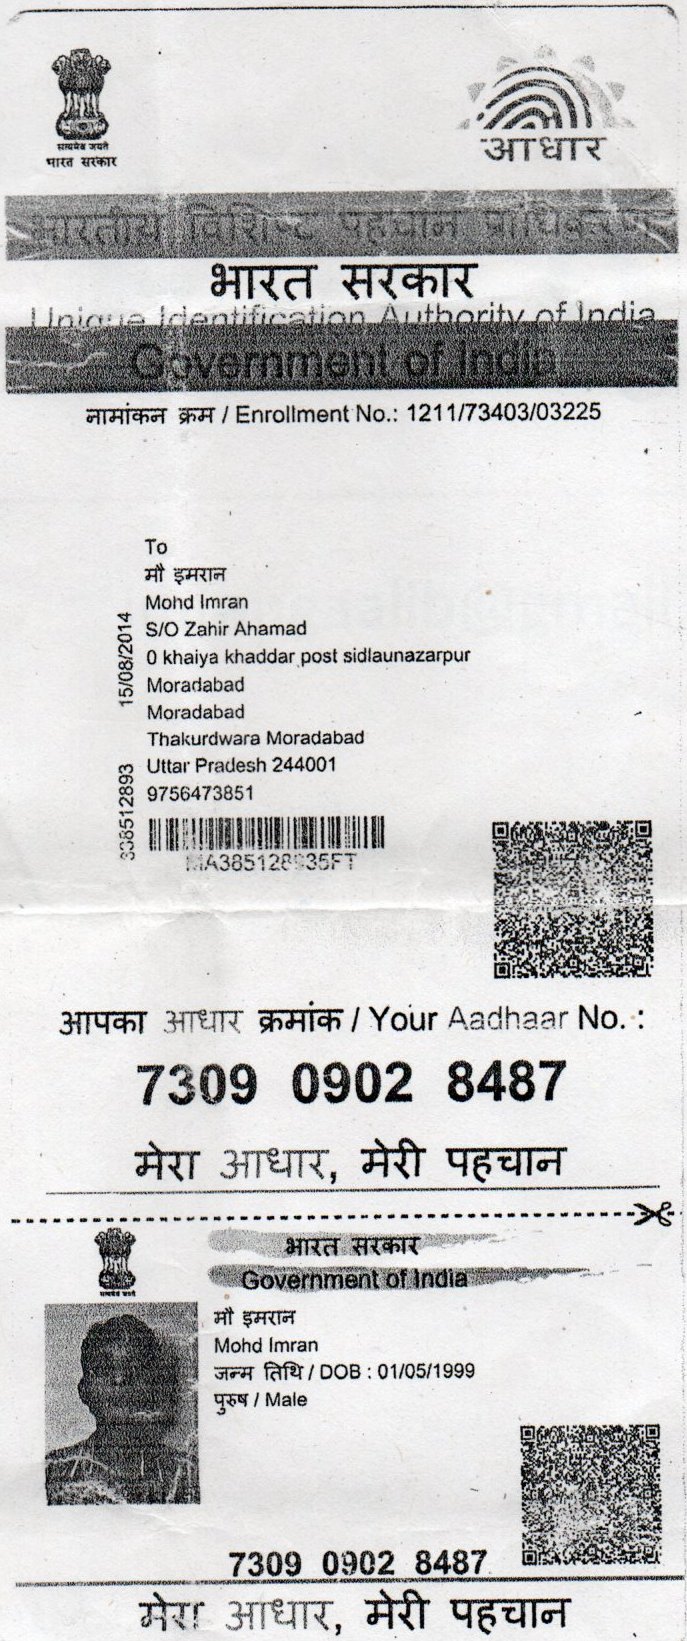 सत्यमेव जयते
भारत सरकार
आधार
भारतीय विशिष्ट पहचान प्राधिकरण
भारत सरकार
Unique Identification Authority of India
Government of India
नामांकन क्रम / Enrollment No.: 1211/73403/03225
To
मौ इमरान
Mohd Imran
S/O Zahir Ahamad
0 khaiya khaddar post sidlaunazarpur
Moradabad
Moradabad
Thakurdwara Moradabad
Uttar Pradesh 244001
9756473851
15/08/2014
आपका आधार क्रमांक / Your Aadhaar No. :
7309 0902 8487
मेरा आधार, मेरी पहचान
भारत सरकार
Government of India
मौ इमरान
Mohd Imran
जन्म तिथि / DOB : 01/05/1999
पुरुष / Male
7309 0902 8487
मेरा आधार, मेरी पहचान